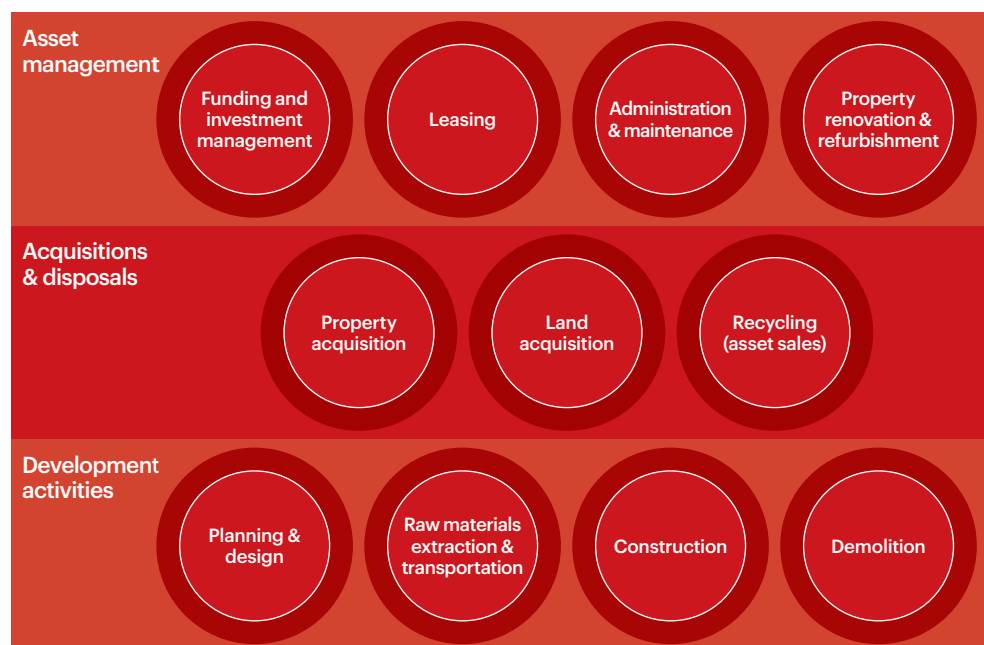 Asset
management
Funding and
investment
management
Leasing
Administration
& maintenance
Property
renovation &
refurbishment
Acquisitions
& disposals
Property
acquisition
Land
acquisition
Recycling
(asset sales)
Development
activities
Planning &
design
Raw materials
extraction &
transportation
Construction
Demolition